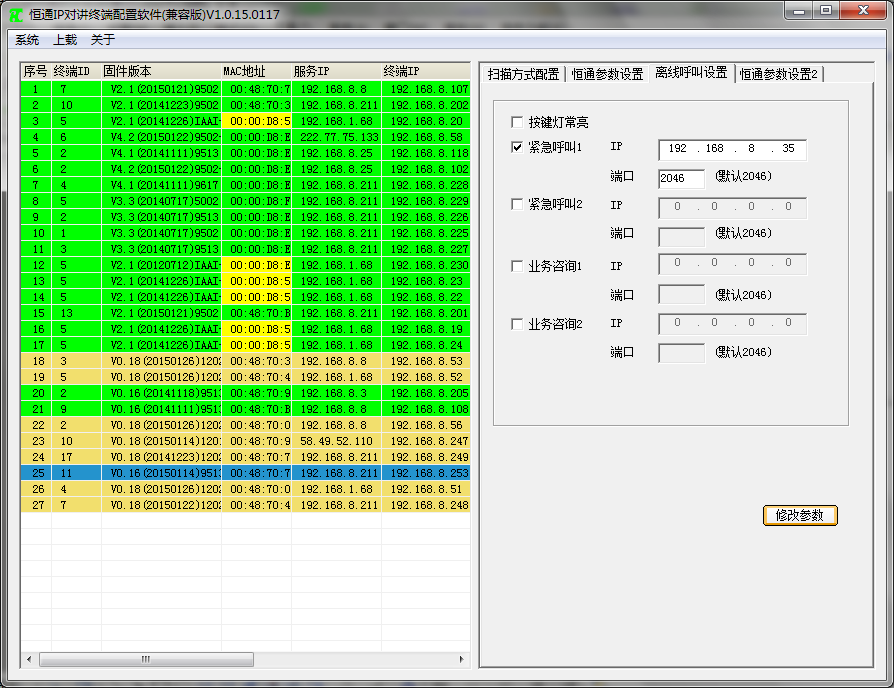 恒通IP对讲终端配置软件(兼容版)V1.0.15.0117
系统 上载 关于
序号 终端ID 固件版本 MAC地址 服务IP 终端IP
1 7 V2.1(20150121)9502 00:48:70:7 192.168.8.8 192.168.8.107
2 10 V2.1(20141223)9502 00:48:70:3 192.168.8.211 192.168.8.202
3 5 V2.1(20141226)IAAI- 00:00:D8:5 192.168.1.68 192.168.8.20
4 6 V4.2(20150122)9502- 00:00:D8:E 222.77.75.133 192.168.8.58
5 2 V4.1(20141111)9513 00:00:D8:E 192.168.8.25 192.168.8.118
6 2 V4.2(20150122)9502- 00:00:D8:E 192.168.8.25 192.168.8.102
7 4 V4.1(20141111)9617 00:00:D8:E 192.168.8.211 192.168.8.228
8 5 V3.3(20140717)5002 00:00:D8:E 192.168.8.211 192.168.8.229
9 2 V3.3(20140717)9513 00:00:D8:E 192.168.8.211 192.168.8.226
10 1 V3.3(20140717)9502 00:00:D8:E 192.168.8.211 192.168.8.225
11 3 V3.3(20140717)9513 00:00:D8:E 192.168.8.211 192.168.8.227
12 5 V2.1(20120712)IAAI- 00:00:D8:E 192.168.1.68 192.168.8.230
13 5 V2.1(20141226)IAAI- 00:00:D8:5 192.168.1.68 192.168.8.23
14 5 V2.1(20141226)IAAI- 00:00:D8:5 192.168.1.68 192.168.8.22
15 13 V2.1(20150121)9502 00:48:70:B 192.168.8.211 192.168.8.201
16 5 V2.1(20141226)IAAI- 00:00:D8:5 192.168.1.68 192.168.8.19
17 5 V2.1(20141226)IAAI- 00:00:D8:5 192.168.1.68 192.168.8.24
18 3 V0.18(20150126)1202 00:48:70:3 192.168.8.8 192.168.8.53
19 5 V0.18(20150126)1202 00:48:70:4 192.168.1.68 192.168.8.52
20 2 V0.16(20141118)9513 00:48:70:9 192.168.8.3 192.168.8.205
21 9 V0.16(20141111)9513 00:48:70:B 192.168.8.8 192.168.8.108
22 2 V0.18(20150126)1202 00:48:70:0 192.168.8.8 192.168.8.56
23 10 V0.18(20150114)120 00:48:70:9 58.49.52.110 192.168.8.247
24 17 V0.18(20141223)1202 00:48:70:7 192.168.8.211 192.168.8.249
25 11 V0.16(20150114)9513 00:48:70:7 192.168.8.211 192.168.8.253
26 4 V0.18(20150126)1202 00:48:70:0 192.168.1.68 192.168.8.51
27 7 V0.18(20150122)1202 00:48:70:4 192.168.8.211 192.168.8.248
扫描方式配置 恒通参数设置 离线呼叫设置 恒通参数设置2
按键灯常亮
紧急呼叫1 IP 192 . 168 . 8 . 35
端口 2046 (默认2046)
紧急呼叫2 IP 0 . 0 . 0 . 0
端口 (默认2046)
业务咨询1 IP 0 . 0 . 0 . 0
端口 (默认2046)
业务咨询2 IP 0 . 0 . 0 . 0
端口 (默认2046)
修改参数